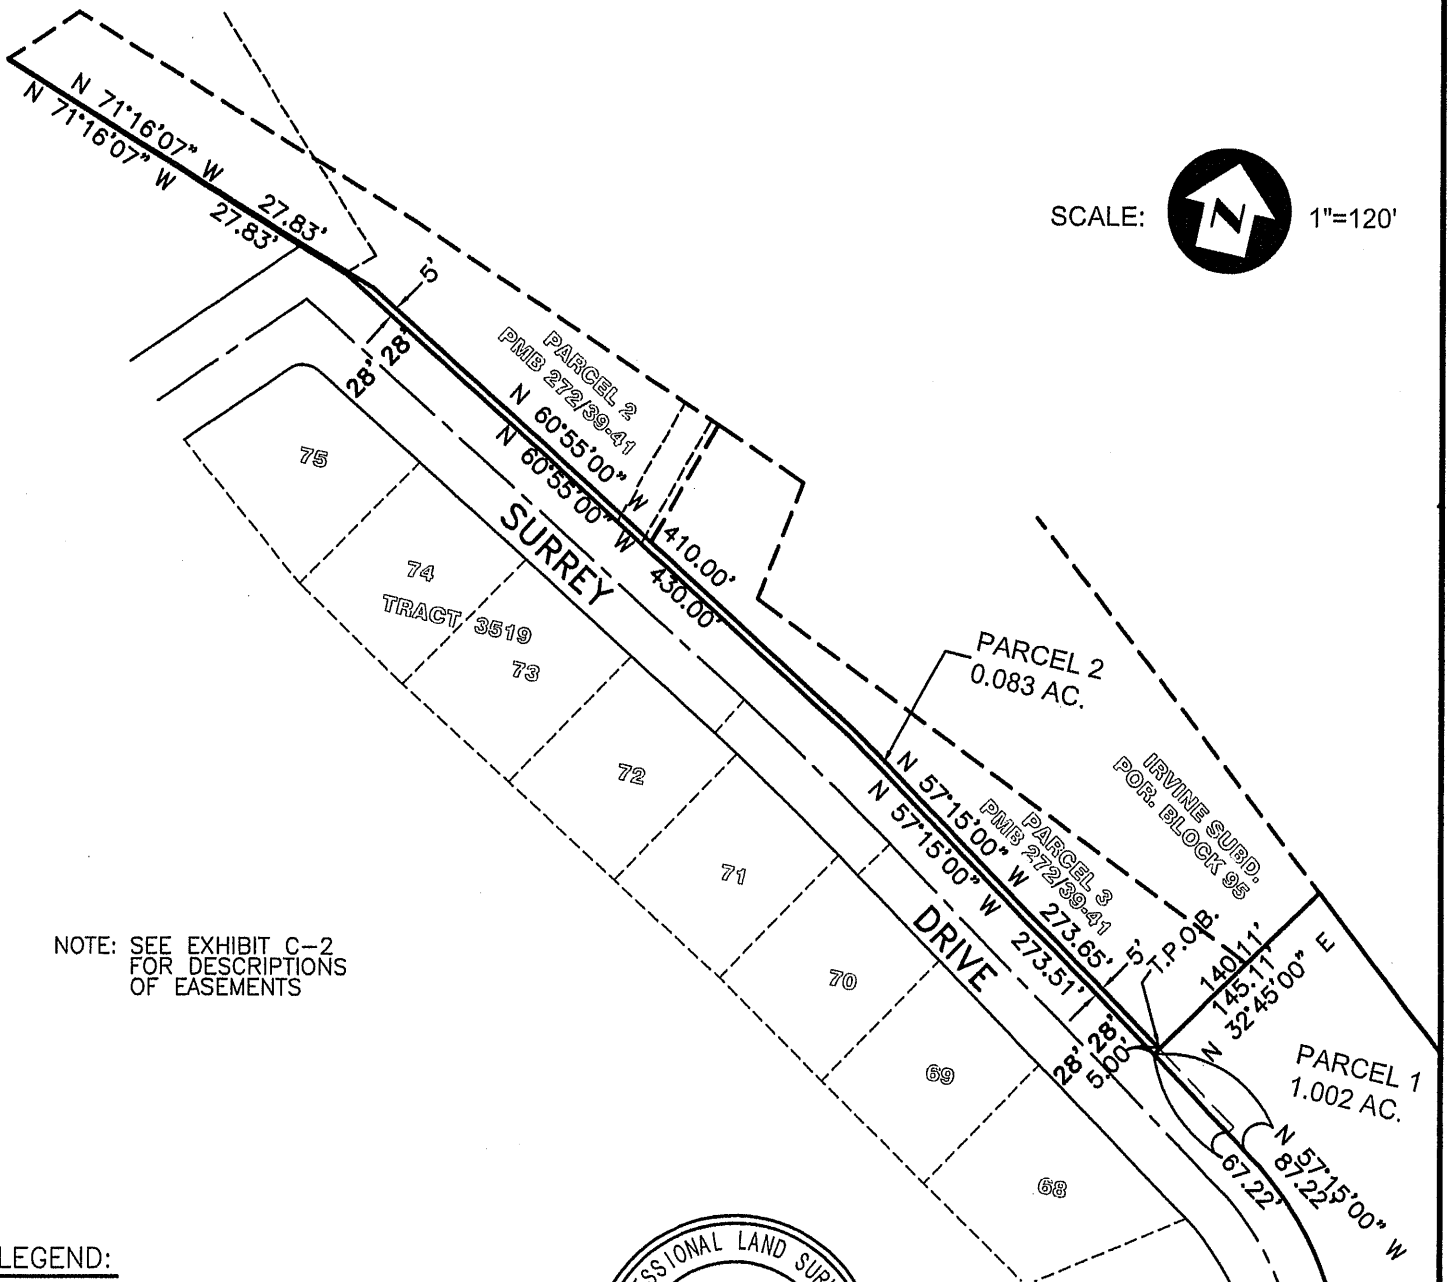 N 71°16'07" W 27.83'
N 71°16'07" W 27.83'
SCALE:
N
1"=120'
5'
28'
28'
PARCEL 2
PMB 272/39-41
N 60°55'00" W 410.00'
N 60°55'00" W 430.00'
75
SURREY
74
TRACT 3519
73
72
71
70
69
68
PARCEL 2
0.083 AC.
IRVINE SUBD.
POR. BLOCK 95
N 57°15'00" W 273.65'
N 57°15'00" W 273.51'
PARCEL 3
PMB 272/39-41
DRIVE
5'
T.P.O.B.
140.11'
145.11'
N 32°45'00" E
28'
28'
5.00'
PARCEL 1
1.002 AC.
N 57°15'00" W
87.22'
67.22'
NOTE: SEE EXHIBIT C-2
FOR DESCRIPTIONS
OF EASEMENTS
LEGEND:
LAND